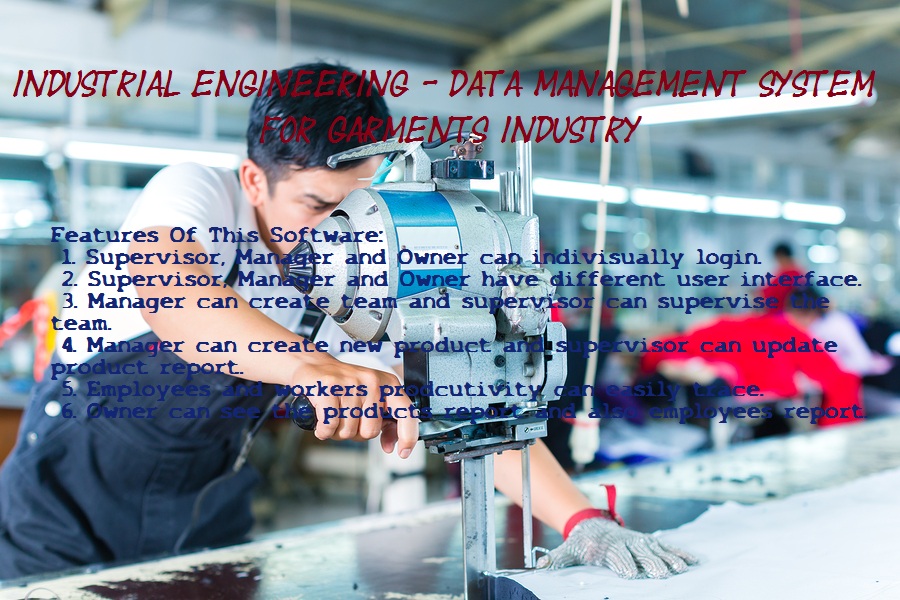 INDUSTRIAL ENGINEERING - DATA MANAGEMENT SYSTEM
FOR GARMENTS INDUSTRY
Features Of This Software:
1. Supervisor, Manager and Owner can indivisually login.
2. Supervisor, Manager and Owner have different user interface.
3. Manager can create team and supervisor can supervise the
team.
4. Manager can create new product and supervisor can update
product report.
5. Employees and workers prodcutivity can easily trace.
6. Owner can see the products report and also employees report